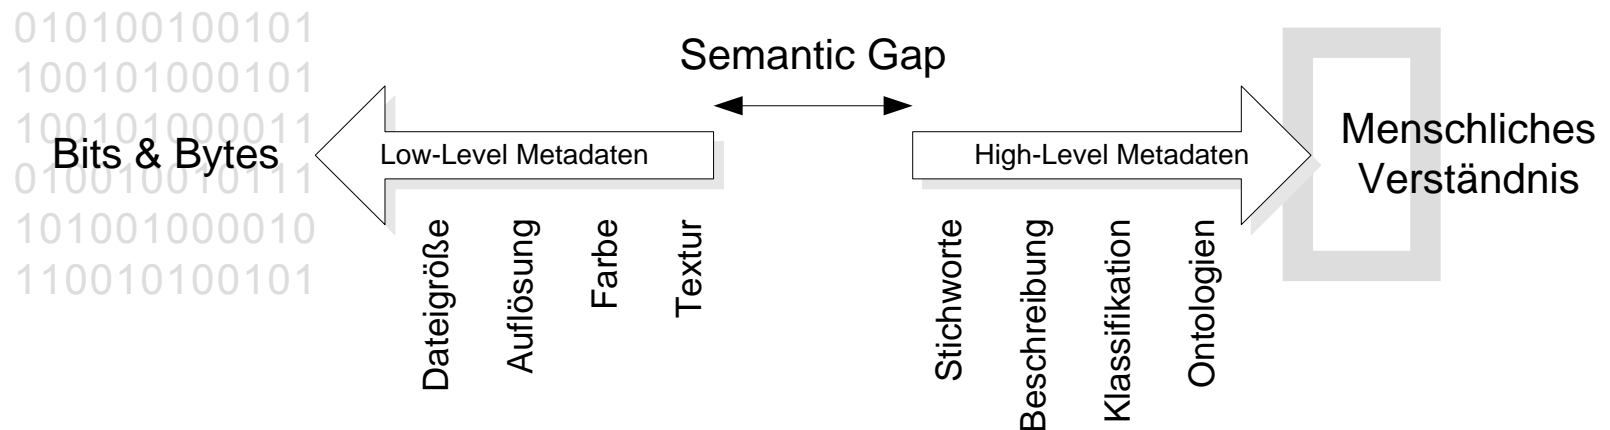 010100100101
100101000101
100101000011
010010010111
101001000010
110010100101
Bits & Bytes
Low-Level Metadaten
Semantic Gap
High-Level Metadaten
Menschliches
Verständnis
Dateigröße
Auflösung
Farbe
Textur
Stichworte
Beschreibung
Klassifikation
Ontologien